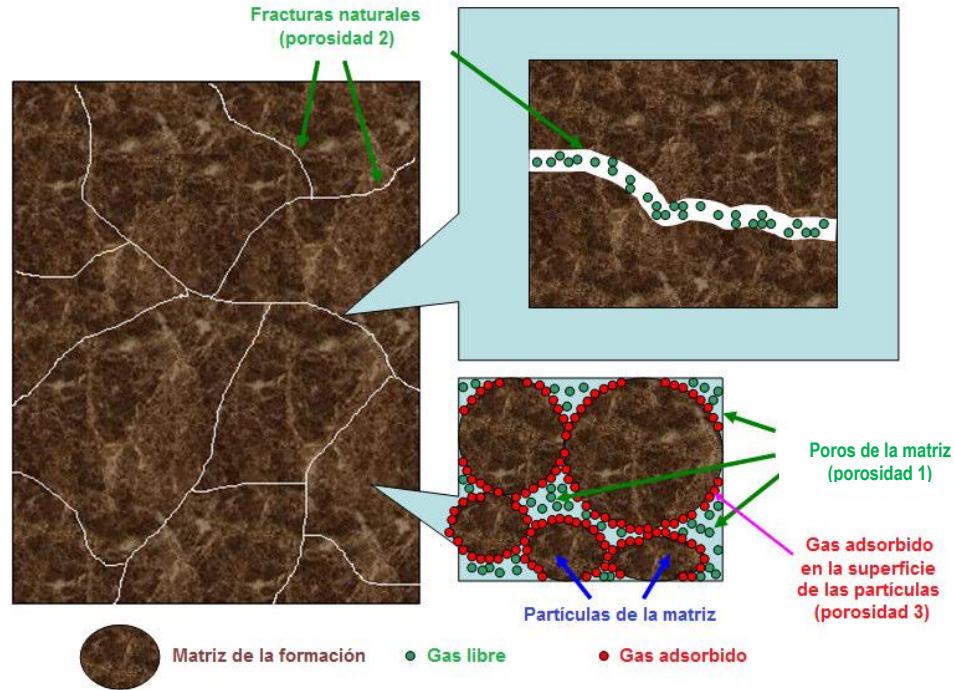 Fracturas naturales
(porosidad 2)
Poros de la matriz
(porosidad 1)
Gas adsorbido
en la superficie
de las partículas
(porosidad 3)
Partículas de la matriz
Matriz de la formación
Gas libre
Gas adsorbido